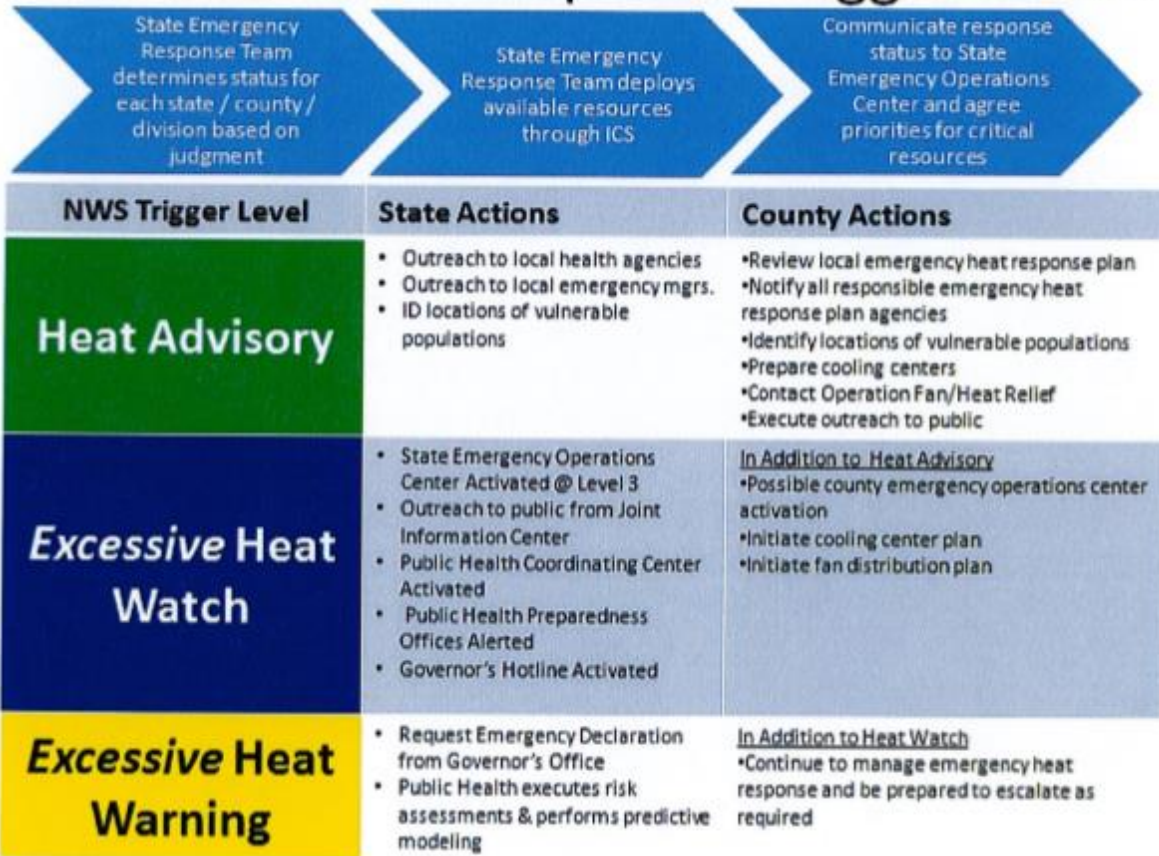 State Emergency
Response Team
determines status for
each state / county /
division based on
judgment
State Emergency
Response Team deploys
available resources
through ICS
Communicate response
status to State
Emergency Operations
Center and agree
priorities for critical
resources
NWS Trigger Level
State Actions
County Actions
Heat Advisory
• Outreach to local health agencies
• Outreach to local emergency mgrs.
• ID locations of vulnerable
populations
•Review local emergency heat response plan
•Notify all responsible emergency heat
response plan agencies
•Identify locations of vulnerable populations
•Prepare cooling centers
•Contact Operation Fan/Heat Relief
•Execute outreach to public
Excessive Heat
Watch
• State Emergency Operations
Center Activated @ Level 3
• Outreach to public from Joint
Information Center
• Public Health Coordinating Center
Activated
• Public Health Preparedness
Offices Alerted
• Governor's Hotline Activated
In Addition to Heat Advisory
•Possible county emergency operations center
activation
•Initiate cooling center plan
•Initiate fan distribution plan
Excessive Heat
Warning
• Request Emergency Declaration
from Governor's Office
• Public Health executes risk
assessments & performs predictive
modeling
In Addition to Heat Watch
•Continue to manage emergency heat
response and be prepared to escalate as
required